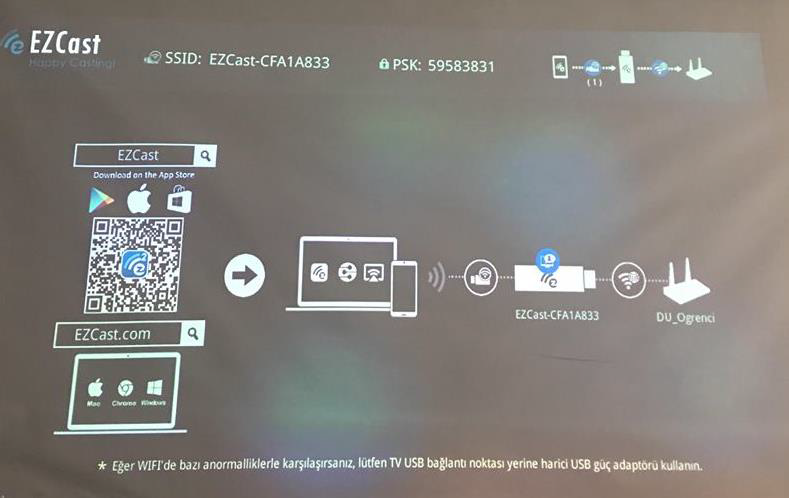 EZCast
Happy Casting!
SSID: EZCast-CFA1A833
PSK: 59583831
(1)
EZCast
Download on the App Store
EZCast.com
Mac Chrome Windows
EZCast-CFA1A833
DU_Ogrenci
* Eğer WIFI'de bazı anormalliklerle karşılaşırsanız, lütfen TV USB bağlantı noktası yerine harici USB güç adaptörü kullanın.